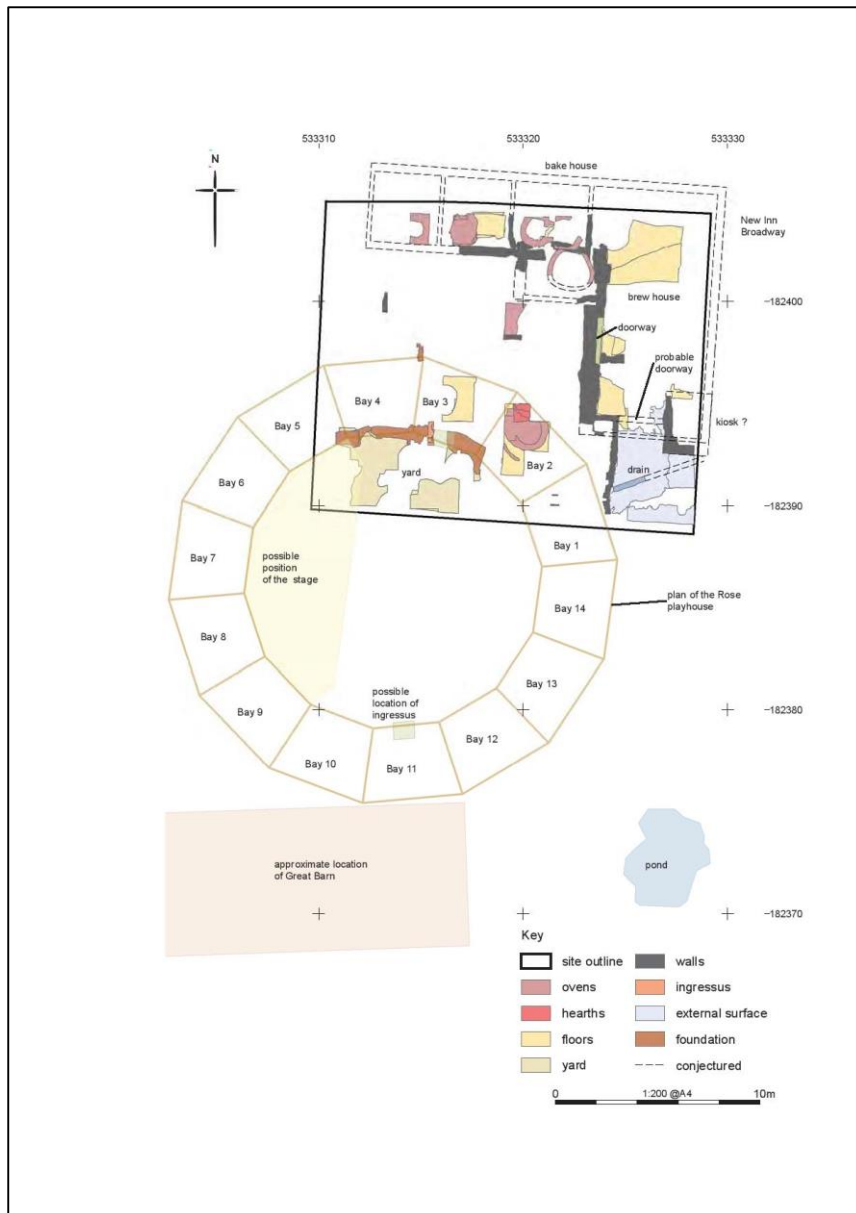 533310
533320
533330
N
bake house
New Inn
Broadway
182400
brew house
doorway
probable
doorway
kiosk ?
Bay 4
Bay 3
Bay 5
Bay 2
yard
drain
Bay 6
182390
Bay 1
Bay 7
possible
position
of the stage
plan of the Rose
playhouse
Bay 14
Bay 8
Bay 13
possible
location of
ingressus
182380
Bay 9
Bay 12
Bay 10
Bay 11
approximate location
of Great Barn
pond
182370
Key
site outline
walls
ovens
ingressus
hearths
external surface
floors
foundation
yard
conjectured
0
1:200 @A4
10m